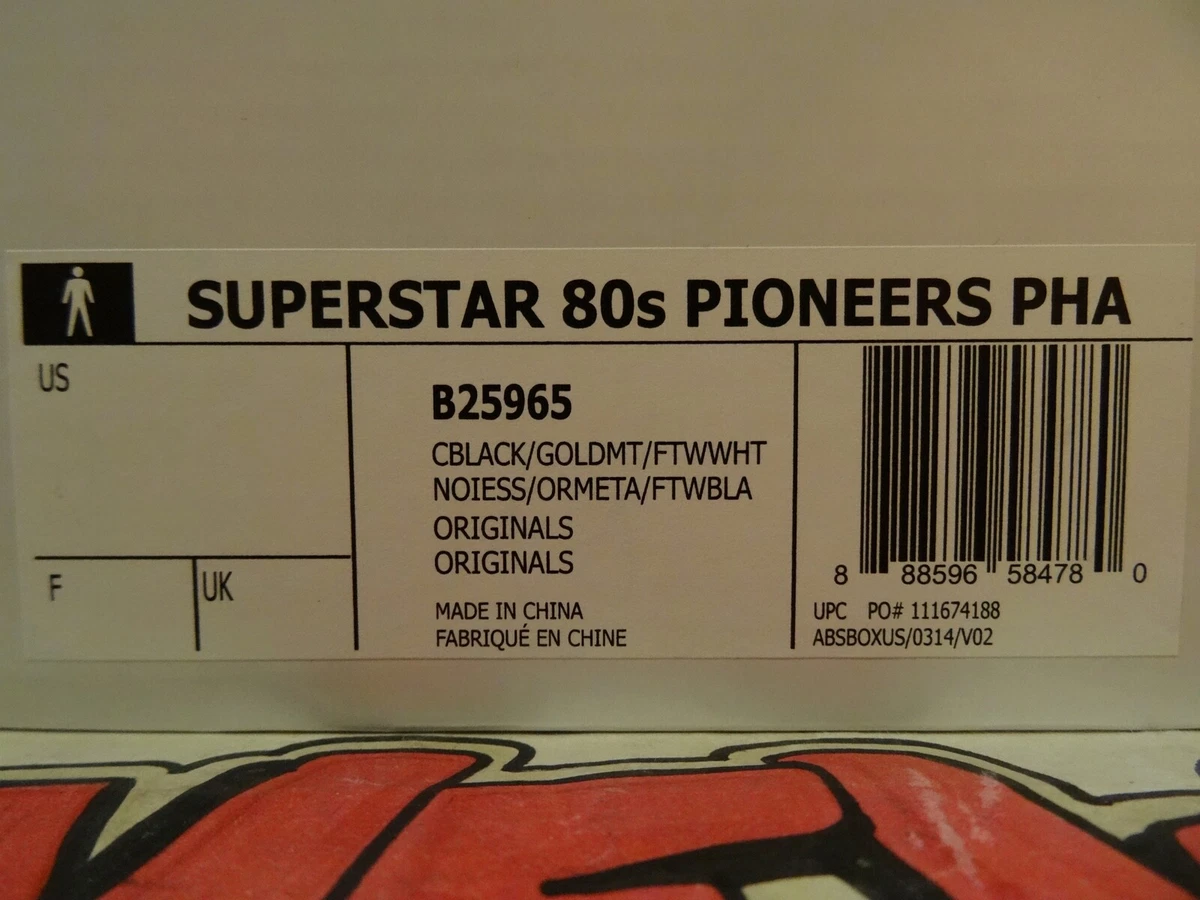 SUPERSTAR 80s PIONEERS PHA
US
F
UK
B25965
CBLACK/GOLDMT/FTWWHT
NOIESS/ORMETA/FTWBLA
ORIGINALS
ORIGINALS
MADE IN CHINA
FABRIQUÉ EN CHINE
8 88596 58478 0
UPC PO# 111674188
ABSBOXUS/0314/V02